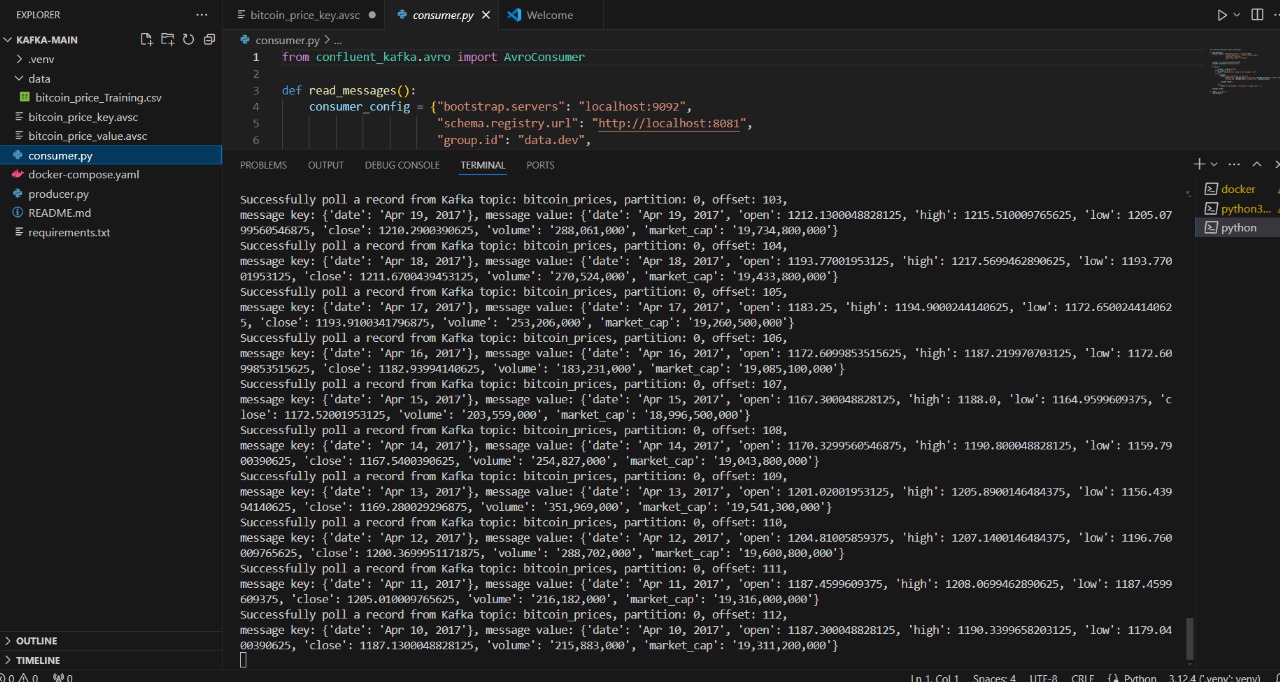 EXPLORER
···
bitcoin_price_key.avsc
consumer.py
Welcome
KAFKA-MAIN
consumer.py > ...
.venv
data
bitcoin_price_Training.csv
bitcoin_price_key.avsc
bitcoin_price_value.avsc
consumer.py
docker-compose.yaml
producer.py
README.md
requirements.txt
1 from confluent_kafka.avro import AvroConsumer
2
3 def read_messages():
4 consumer_config = {"bootstrap.servers": "localhost:9092",
5 "schema.registry.url": "http://localhost:8081",
6 "group.id": "data.dev",
PROBLEMS OUTPUT DEBUG CONSOLE TERMINAL PORTS
docker
python3...
python
Successfully poll a record from Kafka topic: bitcoin_prices, partition: 0, offset: 103,
message key: {'date': 'Apr 19, 2017'}, message value: {'date': 'Apr 19, 2017', 'open': 1212.1300048828125, 'high': 1215.510009765625, 'low': 1205.07
99560546875, 'close': 1210.2900390625, 'volume': '288,061,000', 'market_cap': '19,734,800,000'}
Successfully poll a record from Kafka topic: bitcoin_prices, partition: 0, offset: 104,
message key: {'date': 'Apr 18, 2017'}, message value: {'date': 'Apr 18, 2017', 'open': 1193.77001953125, 'high': 1217.5699462890625, 'low': 1193.770
01953125, 'close': 1211.6700439453125, 'volume': '270,524,000', 'market_cap': '19,433,800,000'}
Successfully poll a record from Kafka topic: bitcoin_prices, partition: 0, offset: 105,
message key: {'date': 'Apr 17, 2017'}, message value: {'date': 'Apr 17, 2017', 'open': 1183.25, 'high': 1194.9000244140625, 'low': 1172.650024414062
5, 'close': 1193.9100341796875, 'volume': '253,206,000', 'market_cap': '19,260,500,000'}
Successfully poll a record from Kafka topic: bitcoin_prices, partition: 0, offset: 106,
message key: {'date': 'Apr 16, 2017'}, message value: {'date': 'Apr 16, 2017', 'open': 1172.6099853515625, 'high': 1187.219970703125, 'low': 1172.60
99853515625, 'close': 1182.93994140625, 'volume': '183,231,000', 'market_cap': '19,085,100,000'}
Successfully poll a record from Kafka topic: bitcoin_prices, partition: 0, offset: 107,
message key: {'date': 'Apr 15, 2017'}, message value: {'date': 'Apr 15, 2017', 'open': 1167.300048828125, 'high': 1188.0, 'low': 1164.9599609375, 'c
lose': 1172.52001953125, 'volume': '203,559,000', 'market_cap': '18,996,500,000'}
Successfully poll a record from Kafka topic: bitcoin_prices, partition: 0, offset: 108,
message key: {'date': 'Apr 14, 2017'}, message value: {'date': 'Apr 14, 2017', 'open': 1170.3299560546875, 'high': 1190.800048828125, 'low': 1159.79
00390625, 'close': 1167.5400390625, 'volume': '254,827,000', 'market_cap': '19,043,800,000'}
Successfully poll a record from Kafka topic: bitcoin_prices, partition: 0, offset: 109,
message key: {'date': 'Apr 13, 2017'}, message value: {'date': 'Apr 13, 2017', 'open': 1201.02001953125, 'high': 1205.8900146484375, 'low': 1156.439
94140625, 'close': 1169.280029296875, 'volume': '351,969,000', 'market_cap': '19,541,300,000'}
Successfully poll a record from Kafka topic: bitcoin_prices, partition: 0, offset: 110,
message key: {'date': 'Apr 12, 2017'}, message value: {'date': 'Apr 12, 2017', 'open': 1204.81005859375, 'high': 1207.1400146484375, 'low': 1196.760
009765625, 'close': 1200.3699951171875, 'volume': '288,702,000', 'market_cap': '19,600,800,000'}
Successfully poll a record from Kafka topic: bitcoin_prices, partition: 0, offset: 111,
message key: {'date': 'Apr 11, 2017'}, message value: {'date': 'Apr 11, 2017', 'open': 1187.4599609375, 'high': 1208.0699462890625, 'low': 1187.4599
609375, 'close': 1205.010009765625, 'volume': '216,182,000', 'market_cap': '19,316,000,000'}
Successfully poll a record from Kafka topic: bitcoin_prices, partition: 0, offset: 112,
message key: {'date': 'Apr 10, 2017'}, message value: {'date': 'Apr 10, 2017', 'open': 1187.300048828125, 'high': 1190.3399658203125, 'low': 1179.04
00390625, 'close': 1187.1300048828125, 'volume': '215,883,000', 'market_cap': '19,311,200,000'}
OUTLINE
TIMELINE
0 0 0
Ln 1, Col 1 Spaces: 4 UTF-8 CRLF Python 3.12.4 ('.venv': venv)